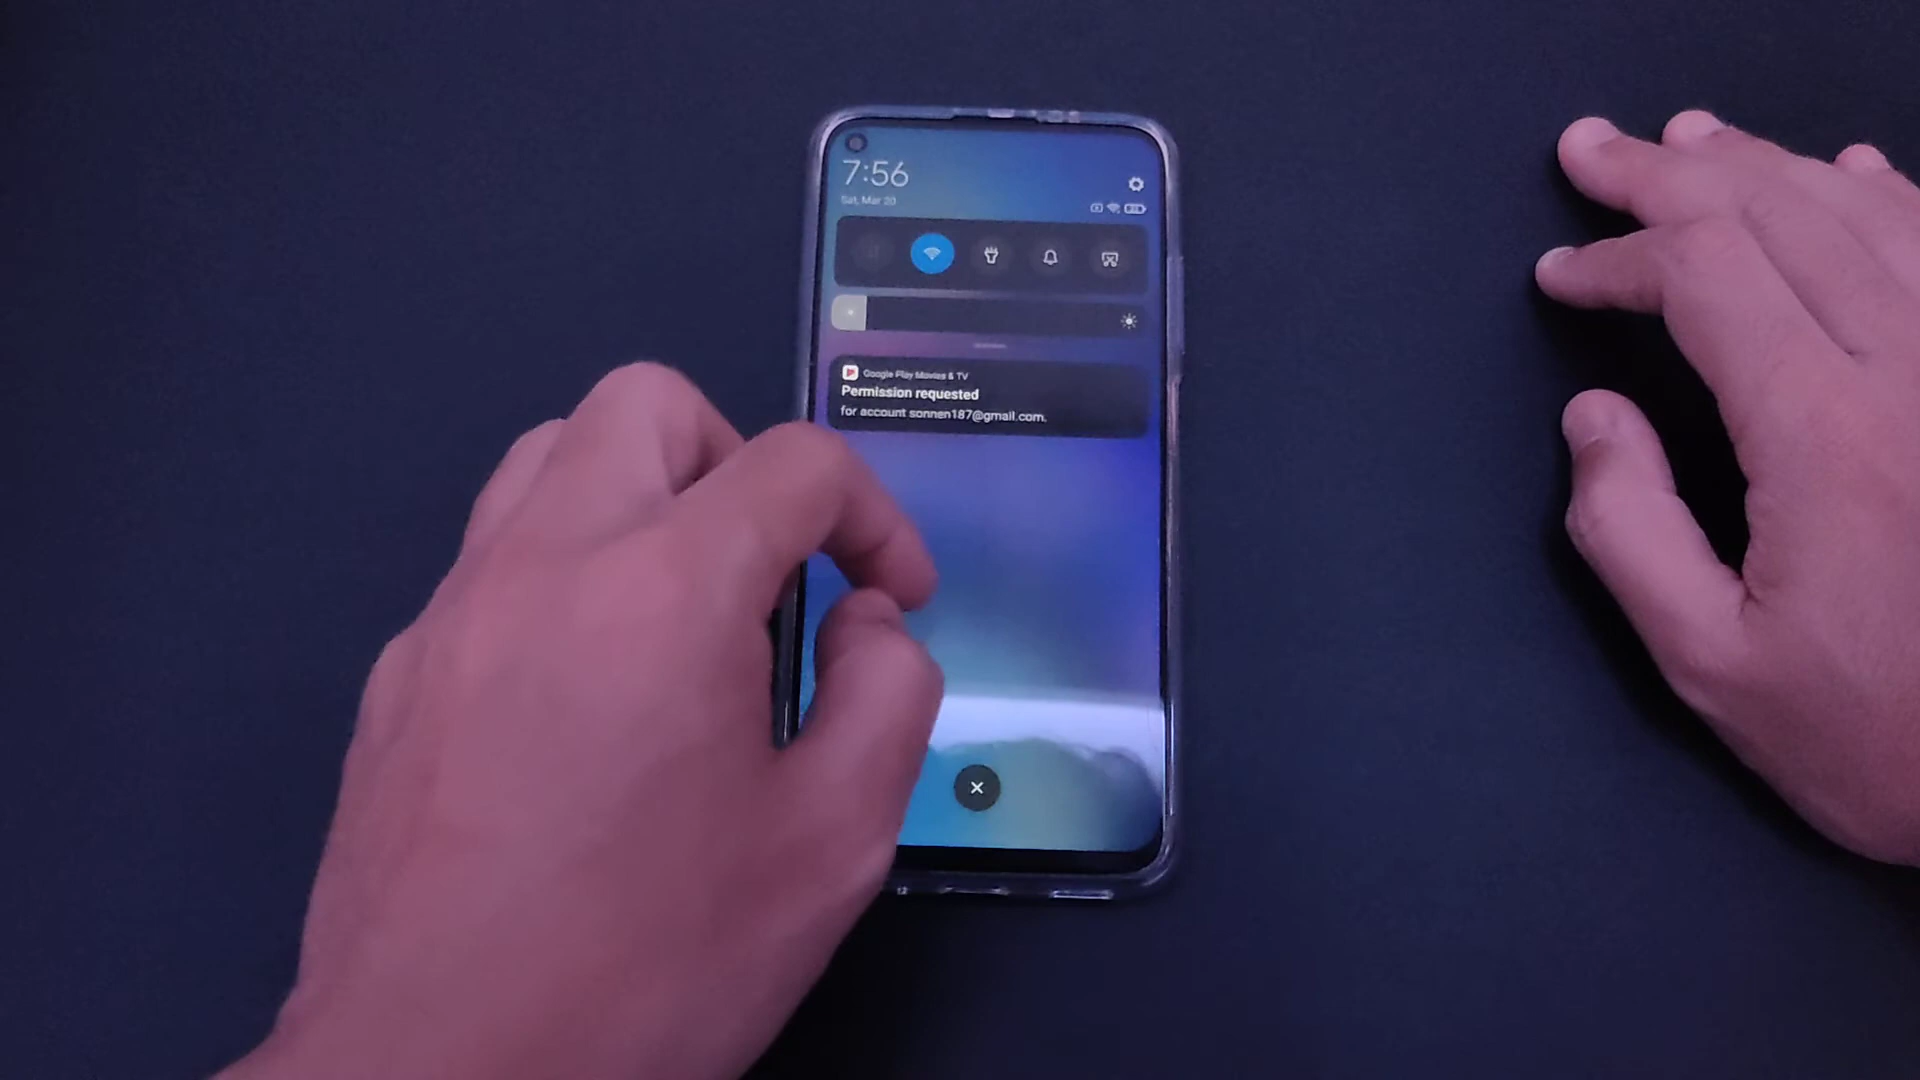 7:56
Sat, Mar 20
Google Play Movies & TV
Permission requested
for account sonnen187@gmail.com.